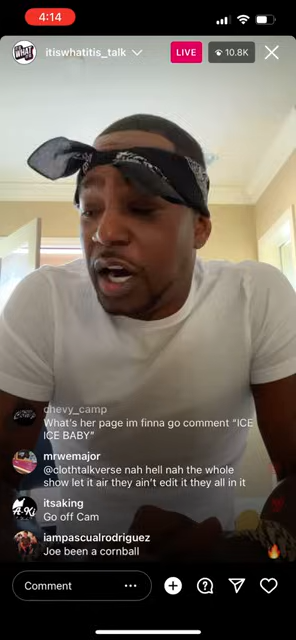 4:14
itiswhatitis_talk
LIVE
10.8K
chevy_camp
What's her page im finna go comment "ICE
ICE BABY"
mrwemajor
@clothtalkverse nah hell nah the whole
show let it air they ain't edit it they all in it
itsaking
Go off Cam
iampascualrodriguez
Joe been a cornball
Comment